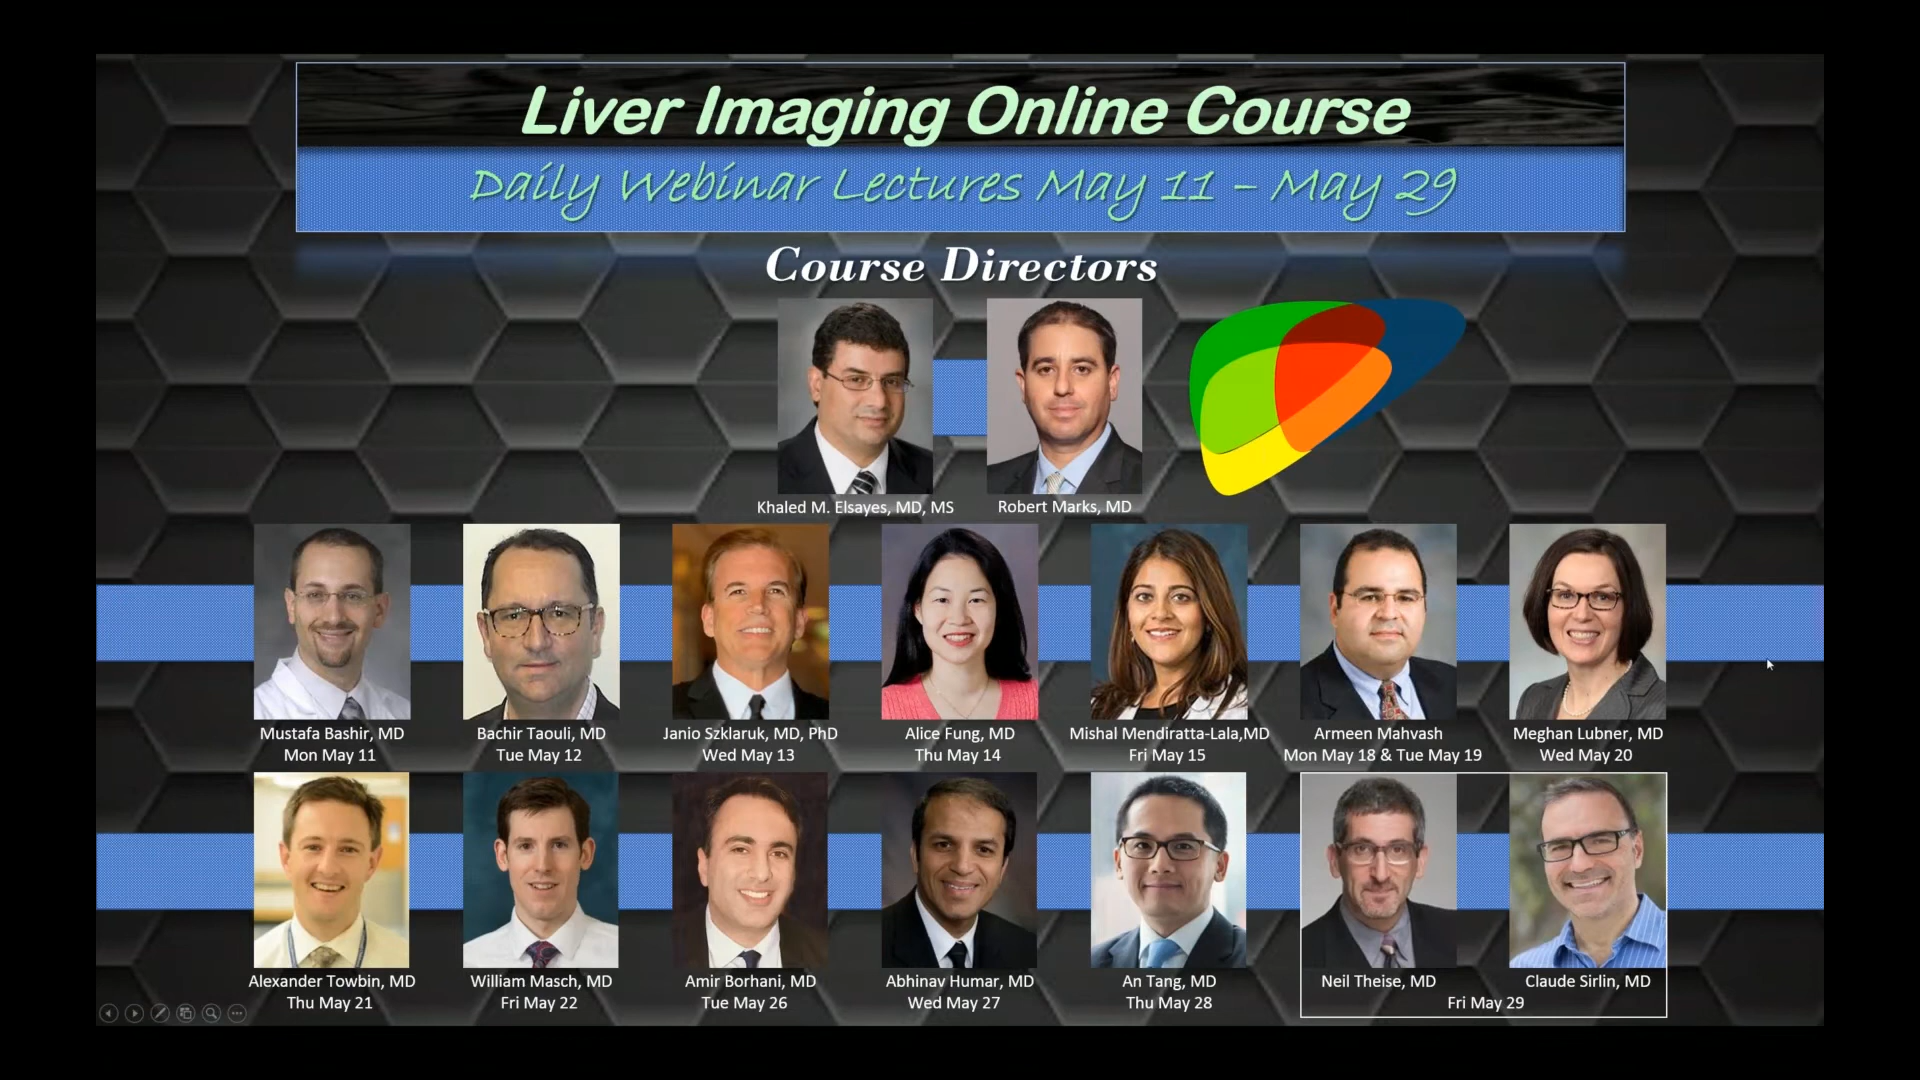 Liver Imaging Online Course
Daily Webinar Lectures May 11 – May 29
Course Directors
Khaled M. Elsayes, MD, MS
Robert Marks, MD
Mustafa Bashir, MD
Mon May 11
Bachir Taouli, MD
Tue May 12
Janio Szklaruk, MD, PhD
Wed May 13
Alice Fung, MD
Thu May 14
Mishal Mendiratta-Lala,MD
Fri May 15
Armeen Mahvash
Mon May 18 & Tue May 19
Meghan Lubner, MD
Wed May 20
Alexander Towbin, MD
Thu May 21
William Masch, MD
Fri May 22
Amir Borhani, MD
Tue May 26
Abhinav Humar, MD
Wed May 27
An Tang, MD
Thu May 28
Neil Theise, MD
Claude Sirlin, MD
Fri May 29